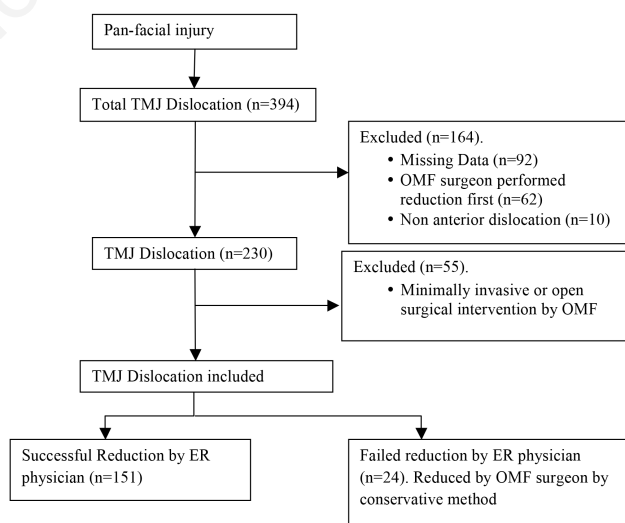 Pan-facial injury
Total TMJ Dislocation (n=394)
Excluded (n=164).
• Missing Data (n=92)
• OMF surgeon performed
reduction first (n=62)
• Non anterior dislocation (n=10)
TMJ Dislocation (n=230)
Excluded (n=55).
• Minimally invasive or open
surgical intervention by OMF
TMJ Dislocation included
Successful Reduction by ER
physician (n=151)
Failed reduction by ER physician
(n=24). Reduced by OMF surgeon by
conservative method